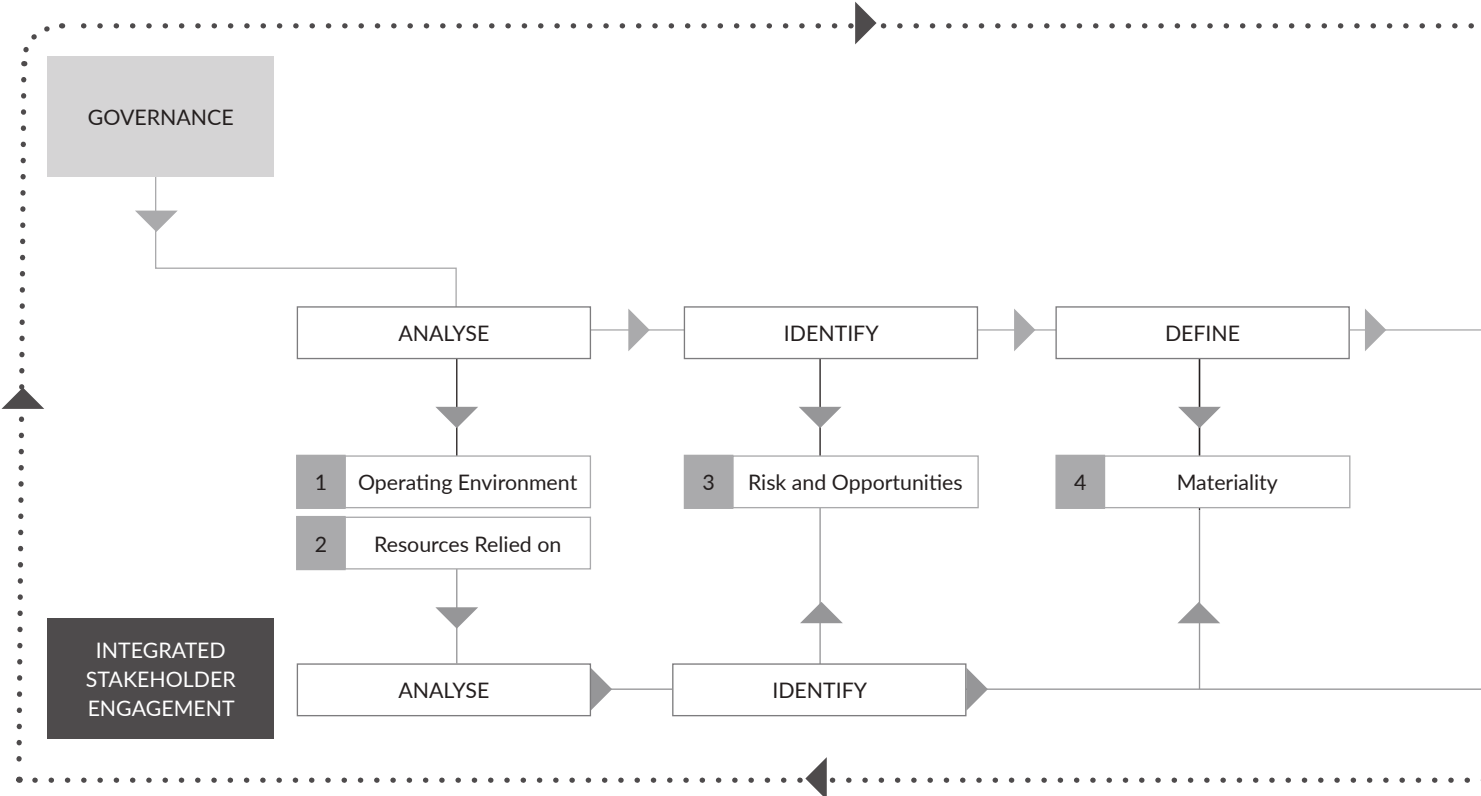 GOVERNANCE
ANALYSE
IDENTIFY
DEFINE
1 Operating Environment
3 Risk and Opportunities
4 Materiality
2 Resources Relied on
INTEGRATED
STAKEHOLDER
ENGAGEMENT
ANALYSE
IDENTIFY